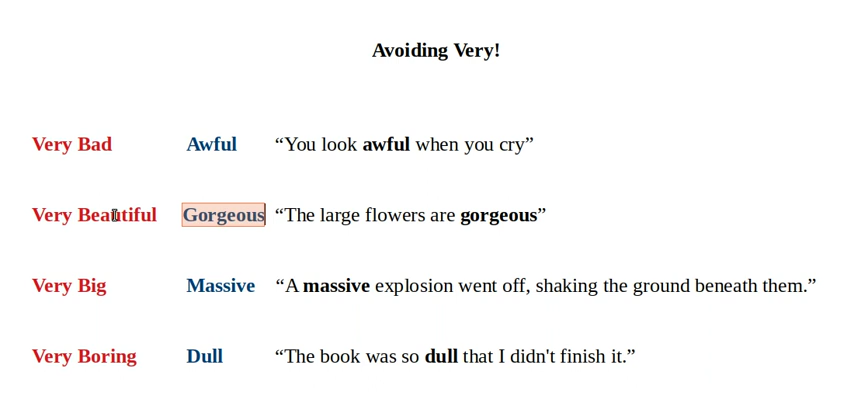 Avoiding Very!
Very Bad Awful “You look awful when you cry”
Very Beautiful Gorgeous “The large flowers are gorgeous”
Very Big Massive “A massive explosion went off, shaking the ground beneath them.”
Very Boring Dull “The book was so dull that I didn't finish it.”